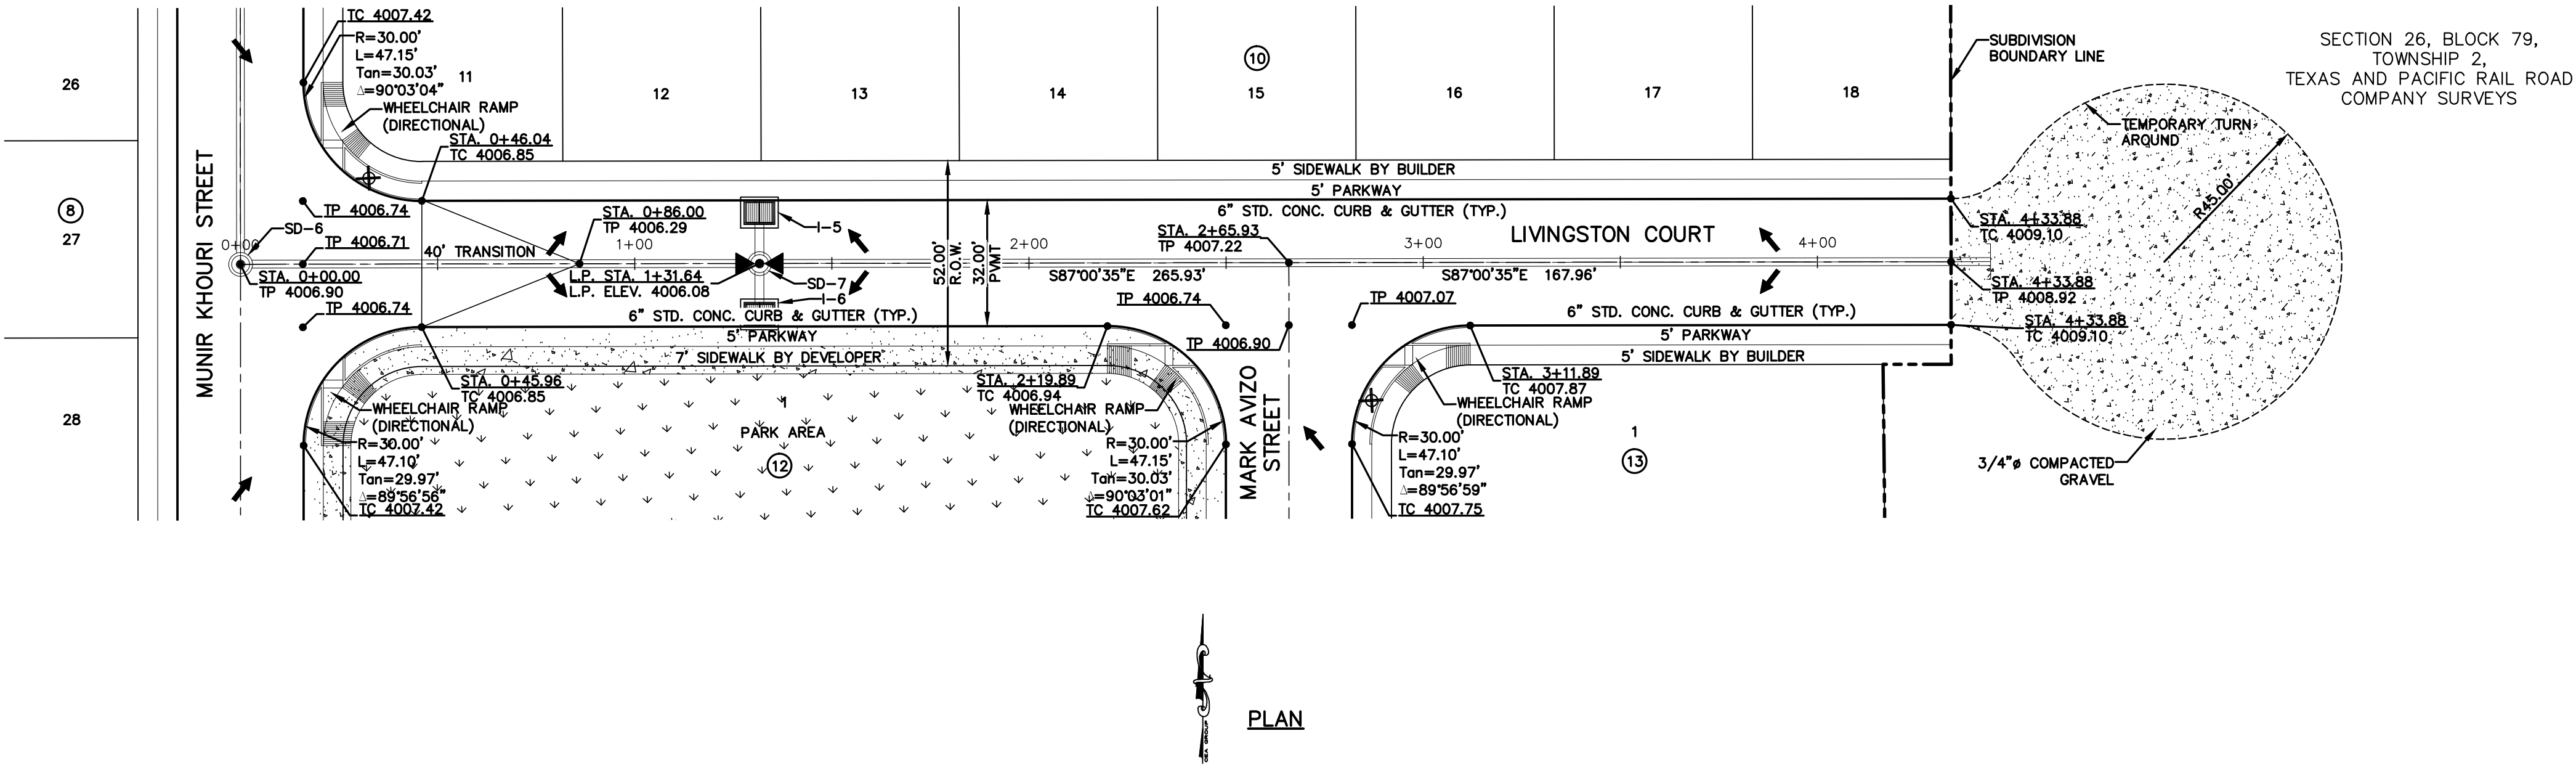 TC 4007.42
R=30.00'
L=47.15'
Tan=30.03'
Δ=90°03'04"
11
WHEELCHAIR RAMP
(DIRECTIONAL)
STA. 0+46.04
TC 4006.85
26
8
27
28
MUNIR KHOURI STREET
12
13
14
10
15
16
17
18
SUBDIVISION
BOUNDARY LINE
SECTION 26, BLOCK 79,
TOWNSHIP 2,
TEXAS AND PACIFIC RAIL ROAD
COMPANY SURVEYS
TEMPORARY TURN
AROUND
R45.00'
5' SIDEWALK BY BUILDER
5' PARKWAY
6" STD. CONC. CURB & GUTTER (TYP.)
TP 4006.74
SD-6
0+00
TP 4006.71
STA. 0+00.00
TP 4006.90
TP 4006.74
40' TRANSITION
STA. 0+86.00
TP 4006.29
1+00
L.P. STA. 1+31.64
L.P. ELEV. 4006.08
I-5
SD-7
I-6
52.00'
R.O.W.
32.00'
PVMT
2+00
S87°00'35"E 265.93'
STA. 2+65.93
TP 4007.22
3+00
LIVINGSTON COURT
S87°00'35"E 167.96'
4+00
STA. 4+33.88
TC 4009.10
STA. 4+33.88
TP 4008.92
STA. 4+33.88
TC 4009.10
6" STD. CONC. CURB & GUTTER (TYP.)
5' PARKWAY
7' SIDEWALK BY DEVELOPER
TP 4006.74
TP 4006.90
TP 4007.07
6" STD. CONC. CURB & GUTTER (TYP.)
5' PARKWAY
5' SIDEWALK BY BUILDER
STA. 0+45.96
TC 4006.85
WHEELCHAIR RAMP
(DIRECTIONAL)
R=30.00'
L=47.10'
Tan=29.97'
Δ=89°56'56"
TC 4007.42
1
PARK AREA
12
STA. 2+19.89
TC 4006.94
WHEELCHAIR RAMP
(DIRECTIONAL)
R=30.00'
L=47.15'
Tan=30.03'
Δ=90°03'01"
TC 4007.62
MARK AVIZO
STREET
STA. 3+11.89
TC 4007.87
WHEELCHAIR RAMP
(DIRECTIONAL)
R=30.00'
L=47.10'
Tan=29.97'
Δ=89°56'59"
TC 4007.75
1
13
3/4"ø COMPACTED
GRAVEL
PLAN